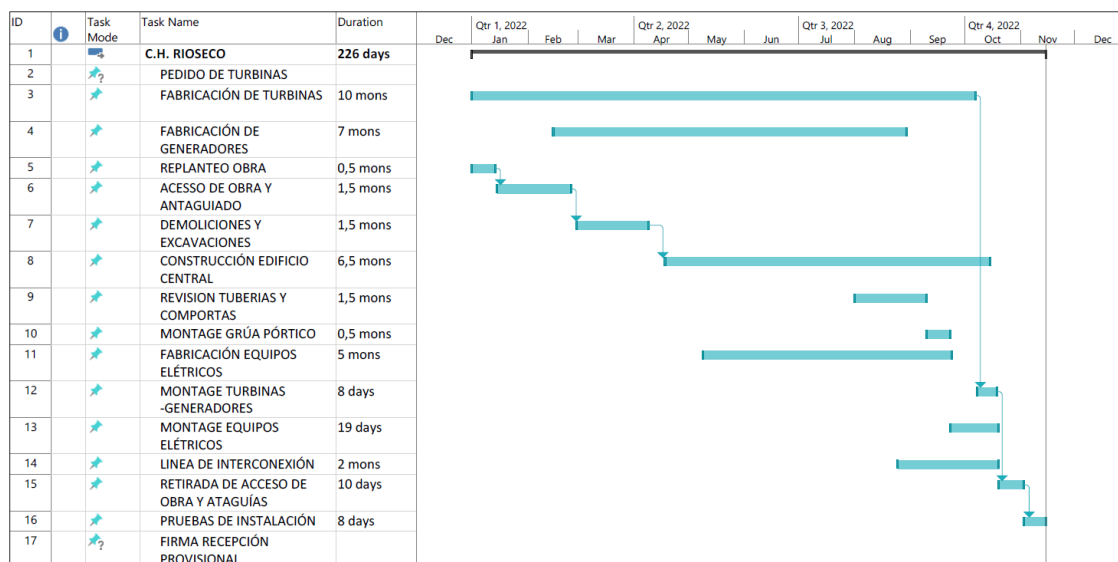 ID Task Mode Task Name Duration
Qtr 1, 2022 Qtr 2, 2022 Qtr 3, 2022 Qtr 4, 2022
Dec Jan Feb Mar Apr May Jun Jul Aug Sep Oct Nov Dec
1 C.H. RIOSECO 226 days
2 ? PEDIDO DE TURBINAS
3 FABRICACIÓN DE TURBINAS 10 mons
4 FABRICACIÓN DE 7 mons
GENERADORES
5 REPLANTEO OBRA 0,5 mons
6 ACESSO DE OBRA Y 1,5 mons
ANTAGUIADO
7 DEMOLICIONES Y 1,5 mons
EXCAVACIONES
8 CONSTRUCCIÓN EDIFICIO 6,5 mons
CENTRAL
9 REVISION TUBERIAS Y 1,5 mons
COMPORTAS
10 MONTAGE GRÚA PÓRTICO 0,5 mons
11 FABRICACIÓN EQUIPOS 5 mons
ELÉTRICOS
12 MONTAGE TURBINAS 8 days
-GENERADORES
13 MONTAGE EQUIPOS 19 days
ELÉTRICOS
14 LINEA DE INTERCONEXIÓN 2 mons
15 RETIRADA DE ACCESO DE 10 days
OBRA Y ATAGUÍAS
16 PRUEBAS DE INSTALACIÓN 8 days
17 ? FIRMA RECEPCIÓN
PROVISIONAL